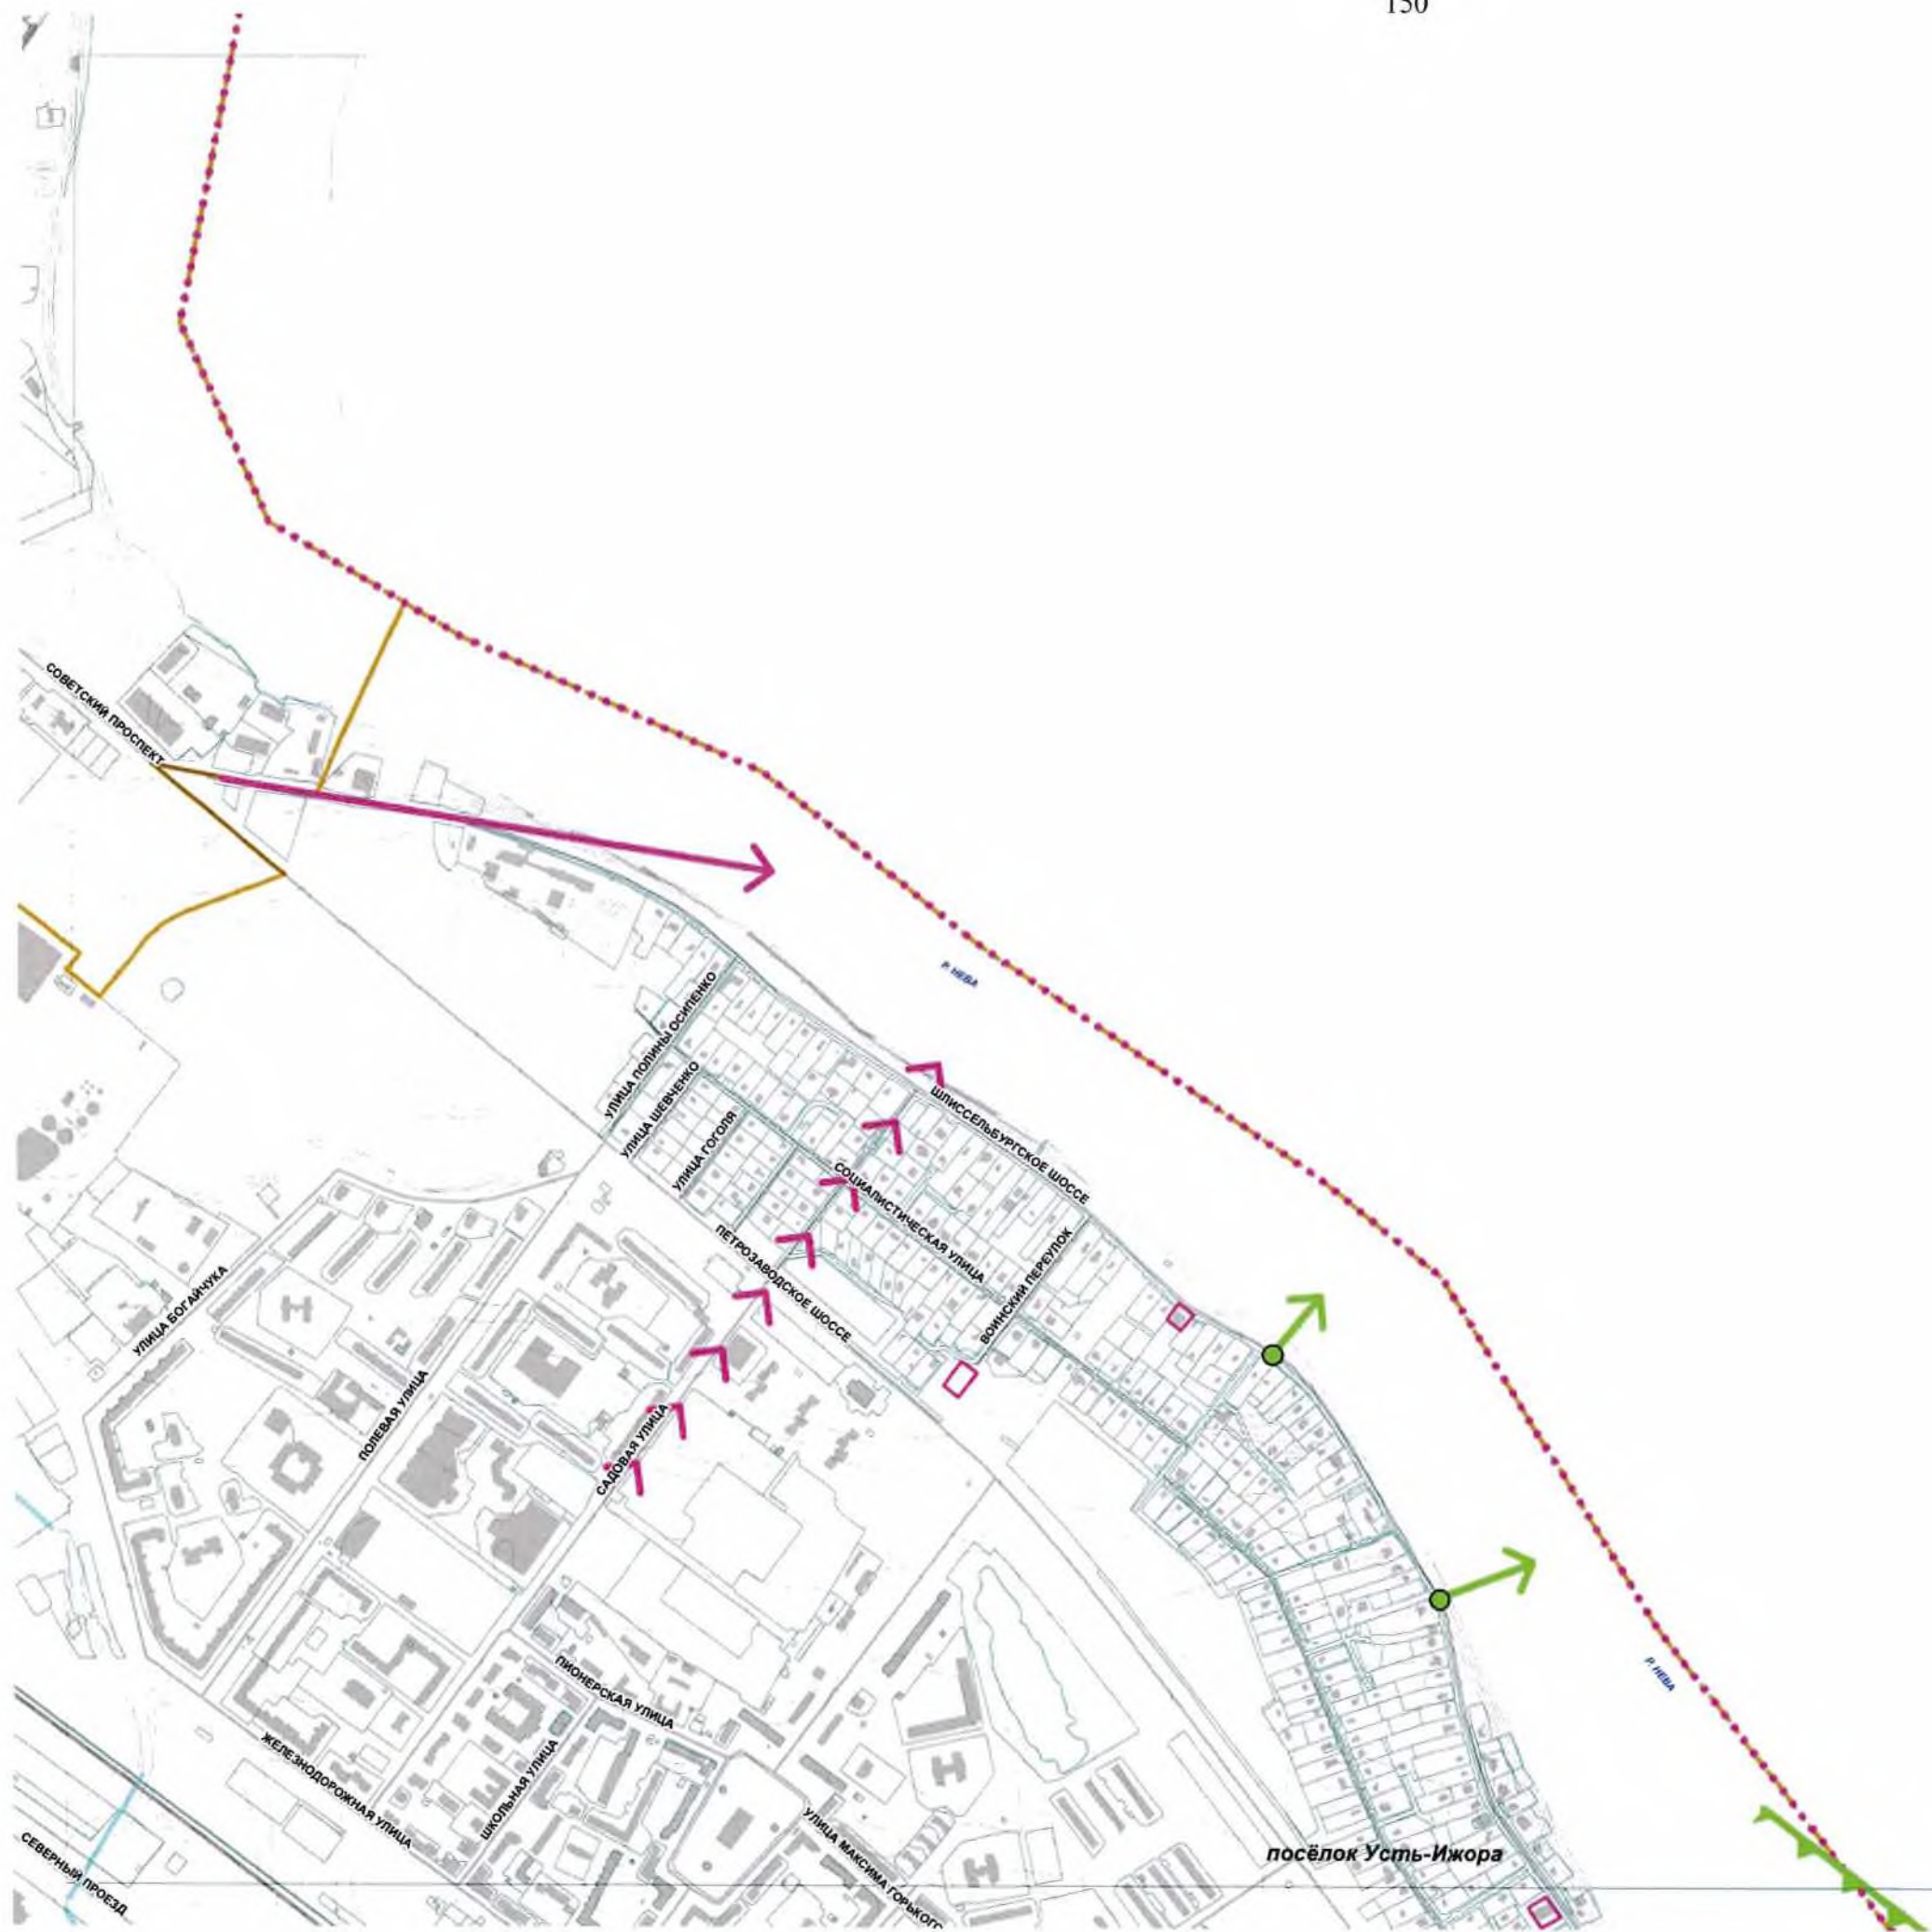 150
СОВЕТСКИЙ ПРОСПЕКТ
Р. НЕВА
УЛИЦА ПОЛИНЫ ОСИПЕНКО
УЛИЦА ШЕВЧЕНКО
УЛИЦА ГОГОЛЯ
ШЛИССЕЛЬБУРГСКОЕ ШОССЕ
СОЦИАЛИСТИЧЕСКАЯ УЛИЦА
ПЕТРОЗАВОДСКОЕ ШОССЕ
ВОИНСКИЙ ПЕРЕУЛОК
УЛИЦА БОГАЙЧУКА
ПОЛЕВАЯ УЛИЦА
САДОВАЯ УЛИЦА
ПИОНЕРСКАЯ УЛИЦА
Р. НЕВА
ЖЕЛЕЗНОДОРОЖНАЯ УЛИЦА
ШКОЛЬНАЯ УЛИЦА
УЛИЦА МАКСИМА ГОРЬКОГО
посёлок Усть-Ижора
СЕВЕРНЫЙ ПРОЕЗД